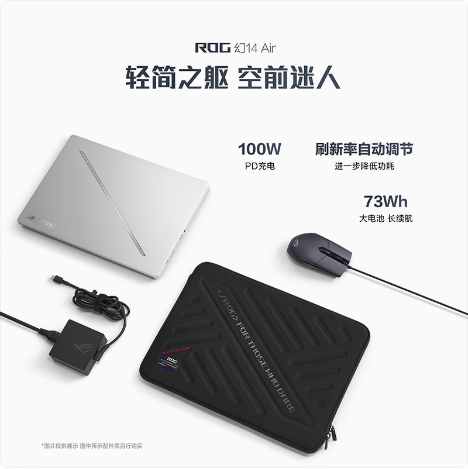 ROG 幻14 Air
轻简之躯 空前迷人
100W
PD充电
刷新率自动调节
进一步降低功耗
73Wh
大电池 长续航
ROG
</ROG> FOR THOSE WHO DARE
*图片仅供展示 图中所示配件需另行购买